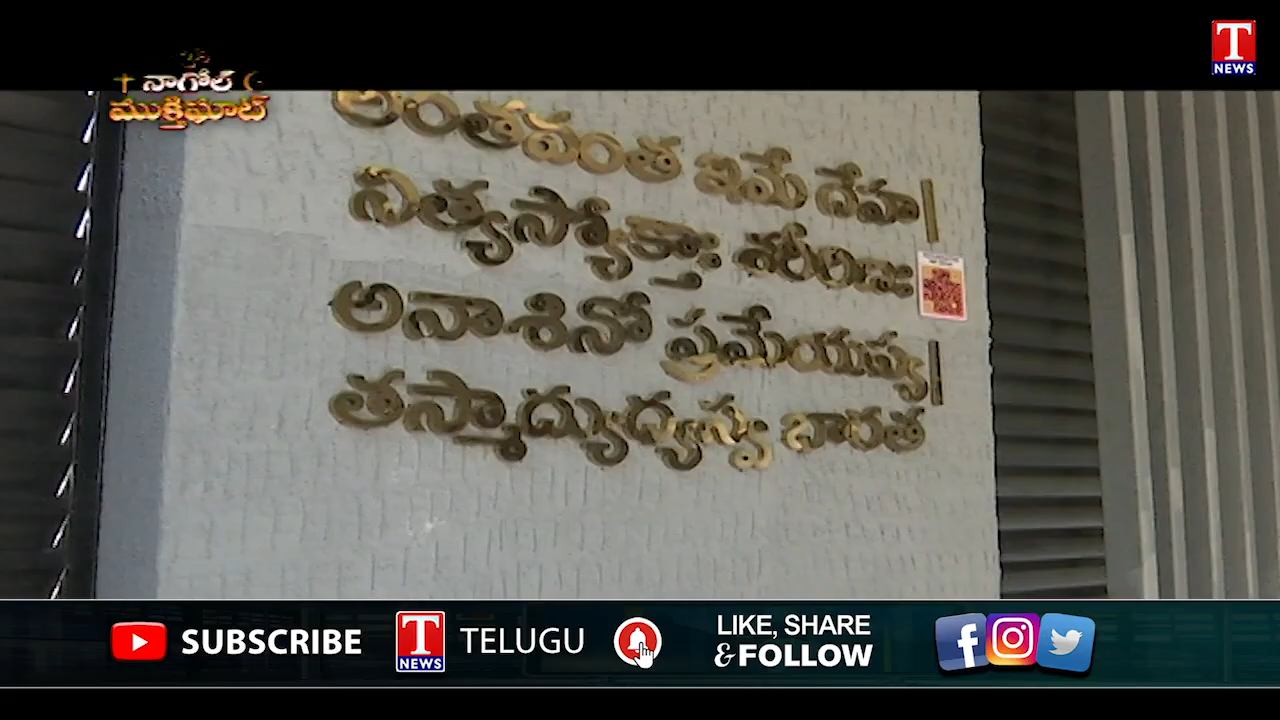 T
NEWS
నాగోల్
ముక్తిఘాట్
అంతవంత ఇమే దేహ|
నిత్యస్యోక్తాః శరీరిణః
అనాశినో ప్రమేయస్య|
తస్మాద్యుధ్యస్వ భారత
SUBSCRIBE
T
NEWS
TELUGU
LIKE, SHARE
& FOLLOW